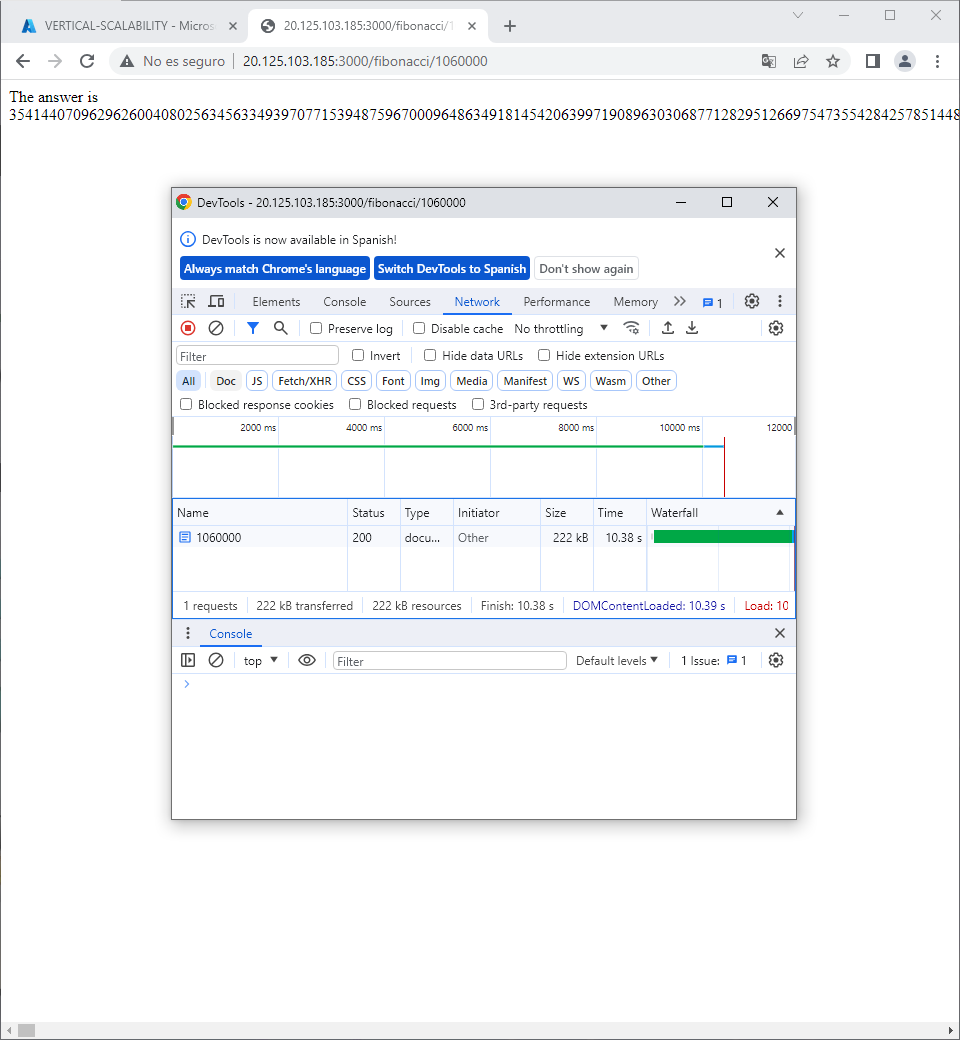 VERTICAL-SCALABILITY - Micros
20.125.103.185:3000/fibonacci/1
No es seguro 20.125.103.185:3000/fibonacci/1060000
The answer is
DevTools - 20.125.103.185:3000/fibonacci/1060000
DevTools is now available in Spanish!
Always match Chrome's language Switch DevTools to Spanish Don't show again
Elements Console Sources Network Performance Memory 1
Preserve log Disable cache No throttling
Filter Invert Hide data URLs Hide extension URLs
All Doc JS Fetch/XHR CSS Font Img Media Manifest WS Wasm Other
Blocked response cookies Blocked requests 3rd-party requests
2000 ms 4000 ms 6000 ms 8000 ms 10000 ms 12000
Name Status Type Initiator Size Time Waterfall
1060000 200 docu... Other 222 kB 10.38 s
1 requests 222 kB transferred 222 kB resources Finish: 10.38 s DOMContentLoaded: 10.39 s Load: 10
Console
top Filter Default levels 1 Issue: 1